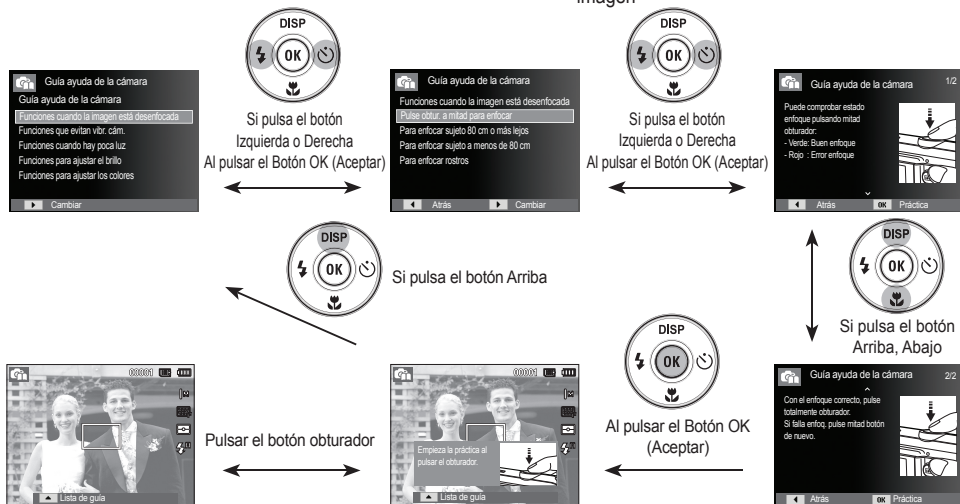 imagen
DISP
OK
Si pulsa el botón
Izquierda o Derecha
Al pulsar el Botón OK (Aceptar)
DISP
OK
Si pulsa el botón
Izquierda o Derecha
Al pulsar el Botón OK (Aceptar)
Guía ayuda de la cámara
Guía ayuda de la cámara
Funciones cuando la imagen está desenfocada
Funciones que evitan vibr. cám.
Funciones cuando hay poca luz
Funciones para ajustar el brillo
Funciones para ajustar los colores
Cambiar
Guía ayuda de la cámara
Funciones cuando la imagen está desenfocada
Pulse obtur. a mitad para enfocar
Para enfocar sujeto 80 cm o más lejos
Para enfocar sujeto a menos de 80 cm
Para enfocar rostros
Atrás
Cambiar
Guía ayuda de la cámara 1/2
Puede comprobar estado
enfoque pulsando mitad
obturador:
- Verde: Buen enfoque
- Rojo : Error enfoque
Atrás
OK Práctica
DISP
OK
Si pulsa el botón Arriba
DISP
OK
Si pulsa el botón
Arriba, Abajo
DISP
OK
Al pulsar el Botón OK
(Aceptar)
00001
Lista de guía
Pulsar el botón obturador
00001
Empieza la práctica al
pulsar el obturador.
Lista de guía
Guía ayuda de la cámara 2/2
Con el enfoque correcto, pulse
totalmente obturador.
Si falla enfoq. pulse mitad botón
de nuevo.
Atrás
OK Práctica